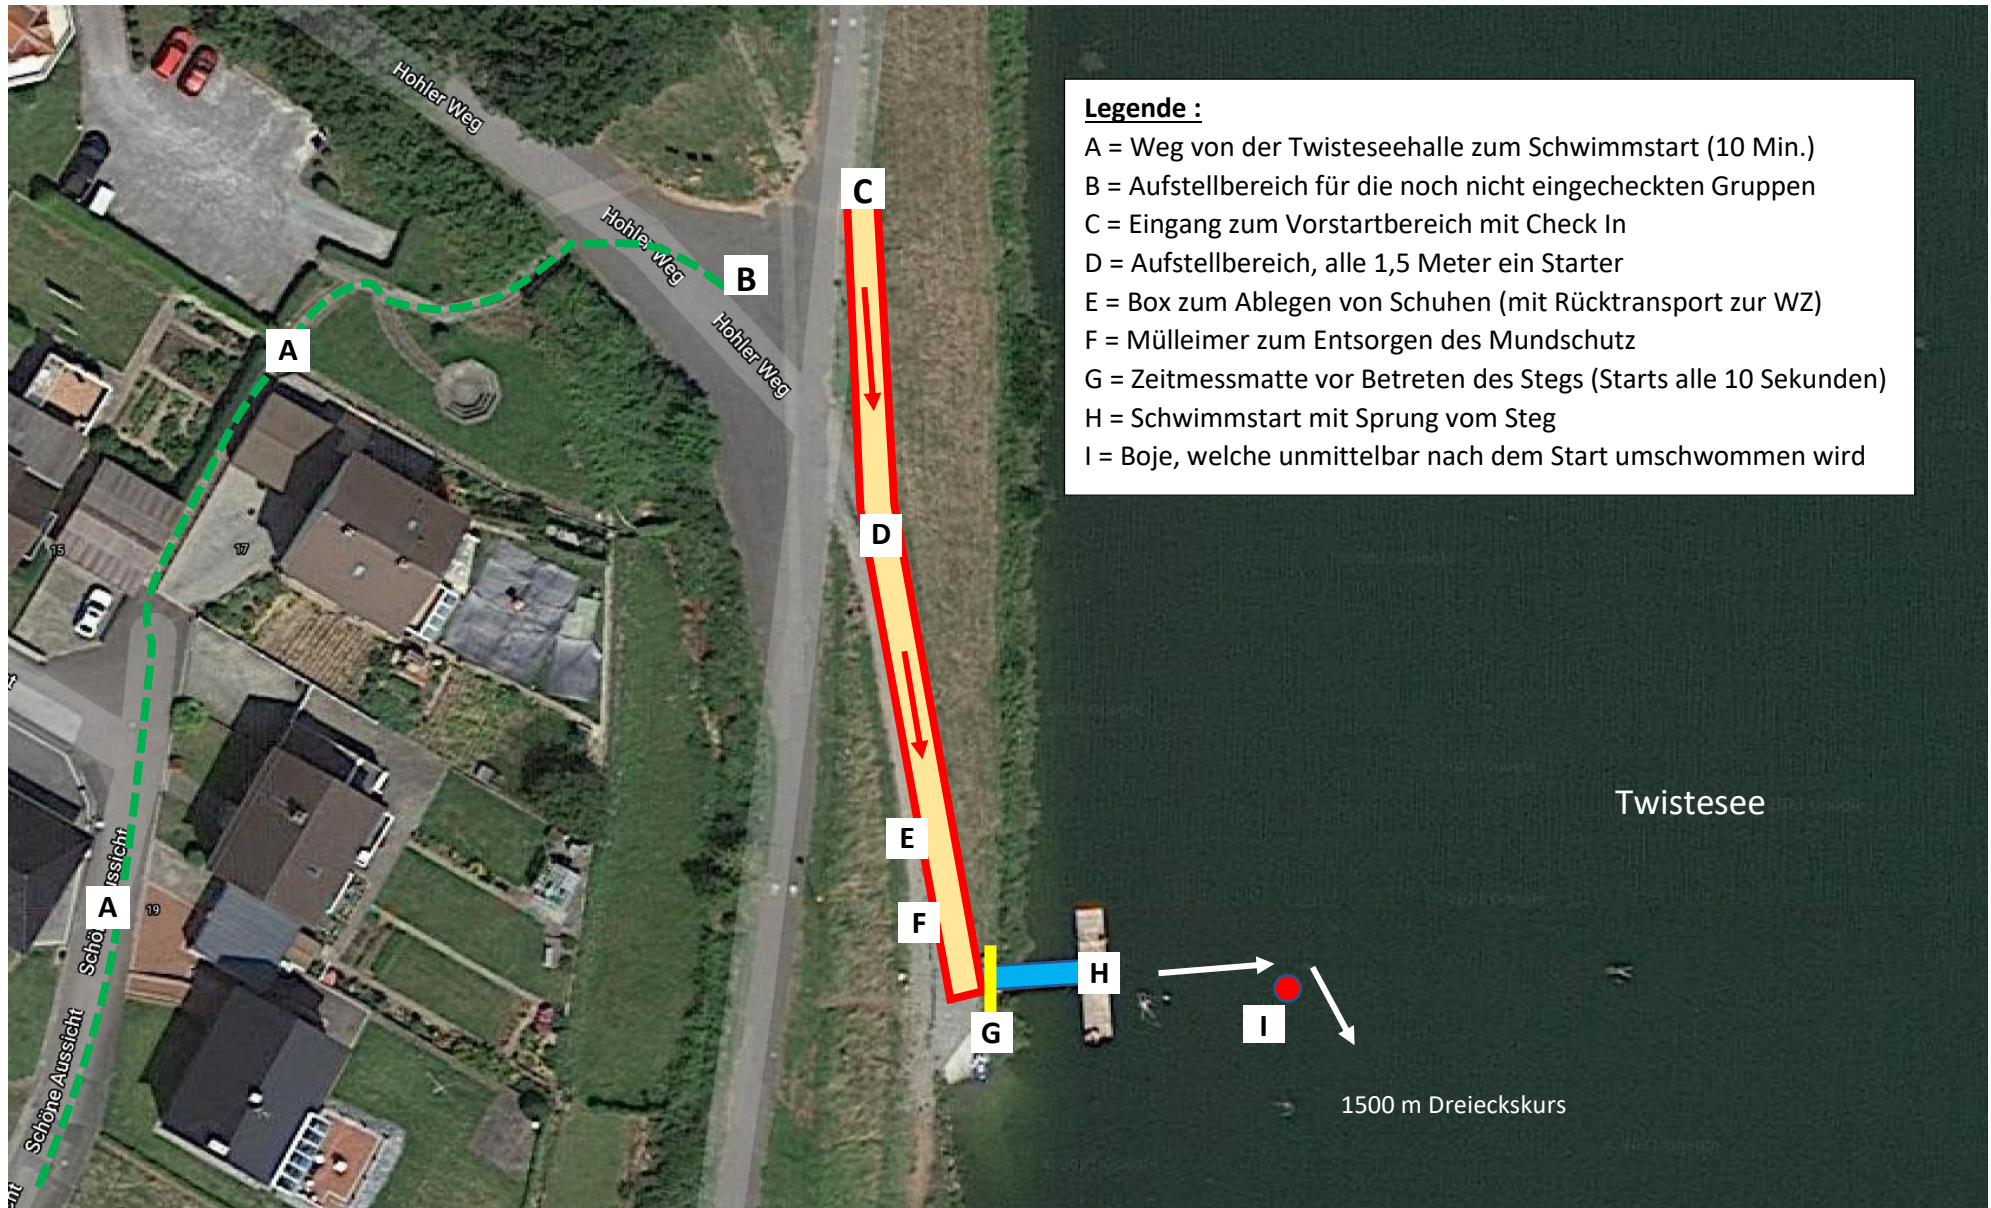 Legende :
A = Weg von der Twisteseehalle zum Schwimmstart (10 Min.)
B = Aufstellbereich für die noch nicht eingecheckten Gruppen
C = Eingang zum Vorstartbereich mit Check In
D = Aufstellbereich, alle 1,5 Meter ein Starter
E = Box zum Ablegen von Schuhen (mit Rücktransport zur WZ)
F = Mülleimer zum Entsorgen des Mundschutz
G = Zeitmessmatte vor Betreten des Stegs (Starts alle 10 Sekunden)
H = Schwimmstart mit Sprung vom Steg
I = Boje, welche unmittelbar nach dem Start umschwommen wird
Hohler Weg
C
Hohler Weg
B
Hohler Weg
A
D
15
17
Twistesee
E
A
19
Schöne Aussicht
F
H
I
G
Schöne Aussicht
1500 m Dreieckskurs